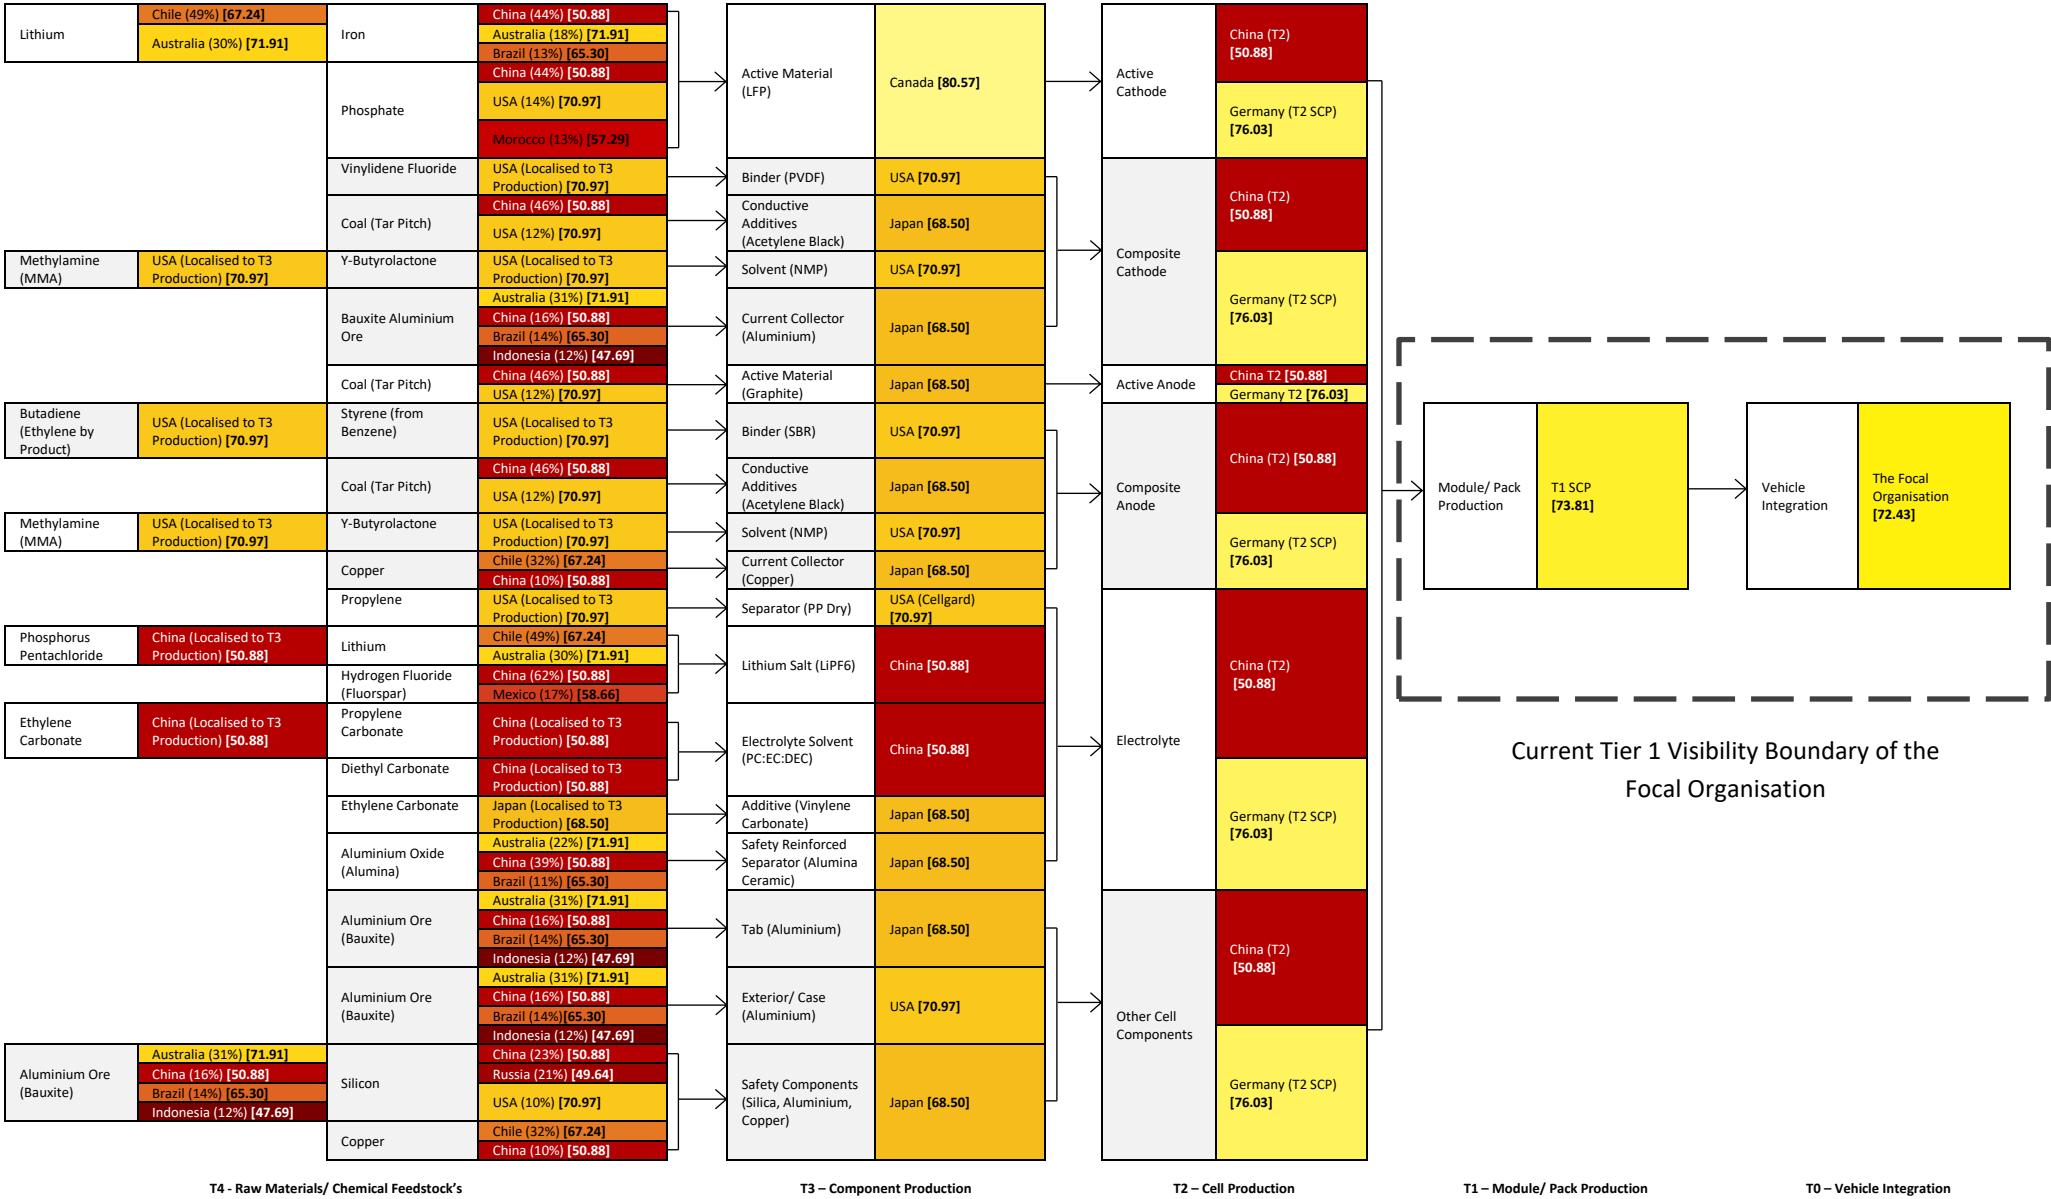 Lithium
Chile (49%) [67.24]
Australia (30%) [71.91]
Iron
China (44%) [50.88]
Australia (18%) [71.91]
Brazil (13%) [65.30]
Phosphate
China (44%) [50.88]
USA (14%) [70.97]
Morocco (13%) [57.29]
Active Material
(LFP)
Canada [80.57]
Active
Cathode
China (T2)
[50.88]
Germany (T2 SCP)
[76.03]
Vinylidene Fluoride
USA (Localised to T3
Production) [70.97]
Binder (PVDF)
USA [70.97]
Coal (Tar Pitch)
China (46%) [50.88]
USA (12%) [70.97]
Conductive
Additives
(Acetylene Black)
Japan [68.50]
Methylamine
(MMA)
USA (Localised to T3
Production) [70.97]
Y-Butyrolactone
USA (Localised to T3
Production) [70.97]
Solvent (NMP)
USA [70.97]
Bauxite Aluminium
Ore
Australia (31%) [71.91]
China (16%) [50.88]
Brazil (14%) [65.30]
Indonesia (12%) [47.69]
Current Collector
(Aluminium)
Japan [68.50]
Composite
Cathode
China (T2)
[50.88]
Germany (T2 SCP)
[76.03]
Coal (Tar Pitch)
China (46%) [50.88]
USA (12%) [70.97]
Active Material
(Graphite)
Japan [68.50]
Active Anode
China T2 [50.88]
Germany T2 [76.03]
Butadiene
(Ethylene by
Product)
USA (Localised to T3
Production) [70.97]
Styrene (from
Benzene)
USA (Localised to T3
Production) [70.97]
Binder (SBR)
USA [70.97]
Coal (Tar Pitch)
China (46%) [50.88]
USA (12%) [70.97]
Conductive
Additives
(Acetylene Black)
Japan [68.50]
Methylamine
(MMA)
USA (Localised to T3
Production) [70.97]
Y-Butyrolactone
USA (Localised to T3
Production) [70.97]
Solvent (NMP)
USA [70.97]
Copper
Chile (32%) [67.24]
China (10%) [50.88]
Current Collector
(Copper)
Japan [68.50]
Composite
Anode
China (T2) [50.88]
Germany (T2 SCP)
[76.03]
Module/ Pack
Production
T1 SCP
[73.81]
Vehicle
Integration
The Focal
Organisation
[72.43]
Propylene
USA (Localised to T3
Production) [70.97]
Separator (PP Dry)
USA (Cellgard)
[70.97]
Phosphorus
Pentachloride
China (Localised to T3
Production) [50.88]
Lithium
Chile (49%) [67.24]
Australia (30%) [71.91]
Hydrogen Fluoride
(Fluorspar)
China (62%) [50.88]
Mexico (17%) [58.66]
Lithium Salt (LiPF6)
China [50.88]
Ethylene
Carbonate
China (Localised to T3
Production) [50.88]
Propylene
Carbonate
China (Localised to T3
Production) [50.88]
Diethyl Carbonate
China (Localised to T3
Production) [50.88]
Electrolyte Solvent
(PC:EC:DEC)
China [50.88]
Ethylene Carbonate
Japan (Localised to T3
Production) [68.50]
Additive (Vinylene
Carbonate)
Japan [68.50]
Aluminium Oxide
(Alumina)
Australia (22%) [71.91]
China (39%) [50.88]
Brazil (11%) [65.30]
Safety Reinforced
Separator (Alumina
Ceramic)
Japan [68.50]
Electrolyte
China (T2)
[50.88]
Germany (T2 SCP)
[76.03]
Current Tier 1 Visibility Boundary of the
Focal Organisation
Aluminium Ore
(Bauxite)
Australia (31%) [71.91]
China (16%) [50.88]
Brazil (14%) [65.30]
Indonesia (12%) [47.69]
Tab (Aluminium)
Japan [68.50]
Aluminium Ore
(Bauxite)
Australia (31%) [71.91]
China (16%) [50.88]
Brazil (14%)[65.30]
Indonesia (12%) [47.69]
Exterior/ Case
(Aluminium)
USA [70.97]
Aluminium Ore
(Bauxite)
Australia (31%) [71.91]
China (16%) [50.88]
Brazil (14%) [65.30]
Indonesia (12%) [47.69]
Silicon
China (23%) [50.88]
Russia (21%) [49.64]
USA (10%) [70.97]
Copper
Chile (32%) [67.24]
China (10%) [50.88]
Safety Components
(Silica, Aluminium,
Copper)
Japan [68.50]
Other Cell
Components
China (T2)
[50.88]
Germany (T2 SCP)
[76.03]
T4 - Raw Materials/ Chemical Feedstock's
T3 – Component Production
T2 – Cell Production
T1 – Module/ Pack Production
T0 – Vehicle Integration